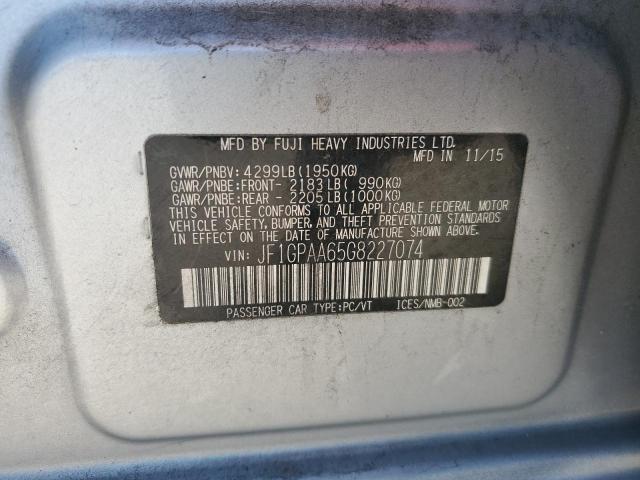 MFD BY FUJI HEAVY INDUSTRIES LTD.
MFD IN 11/15
GVWR/PNBV: 4299LB(1950KG)
GAWR/PNBE:FRONT- 2183LB( 990KG)
GAWR/PNBE:REAR - 2205LB(1000KG)
THIS VEHICLE CONFORMS TO ALL APPLICABLE FEDERAL MOTOR
VEHICLE SAFETY, BUMPER, AND THEFT PREVENTION STANDARDS
IN EFFECT ON THE DATE OF MANUFACTURE SHOWN ABOVE.
VIN: JF1GPAA65G8227074
PASSENGER CAR TYPE:PC/VT ICES/NMB-002